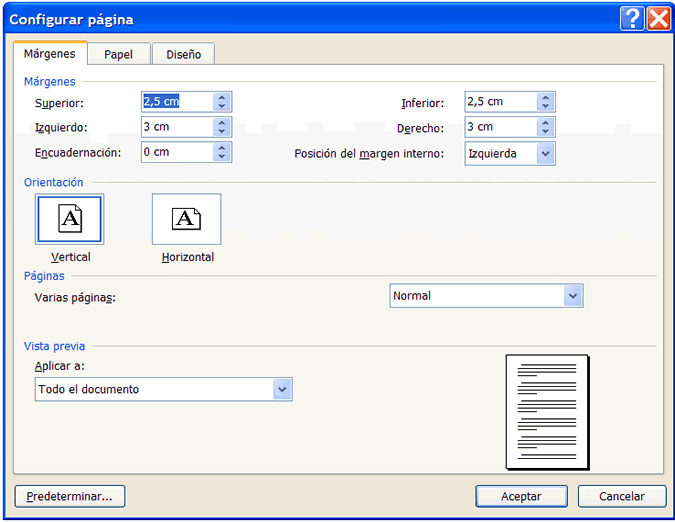 Configurar página
Márgenes Papel Diseño
Márgenes
Superior: 2,5 cm Inferior: 2,5 cm
Izquierdo: 3 cm Derecho: 3 cm
Encuadernación: 0 cm Posición del margen interno: Izquierda
Orientación
A A
Vertical Horizontal
Páginas
Varias páginas: Normal
Vista previa
Aplicar a:
Todo el documento
Predeterminar... Aceptar Cancelar